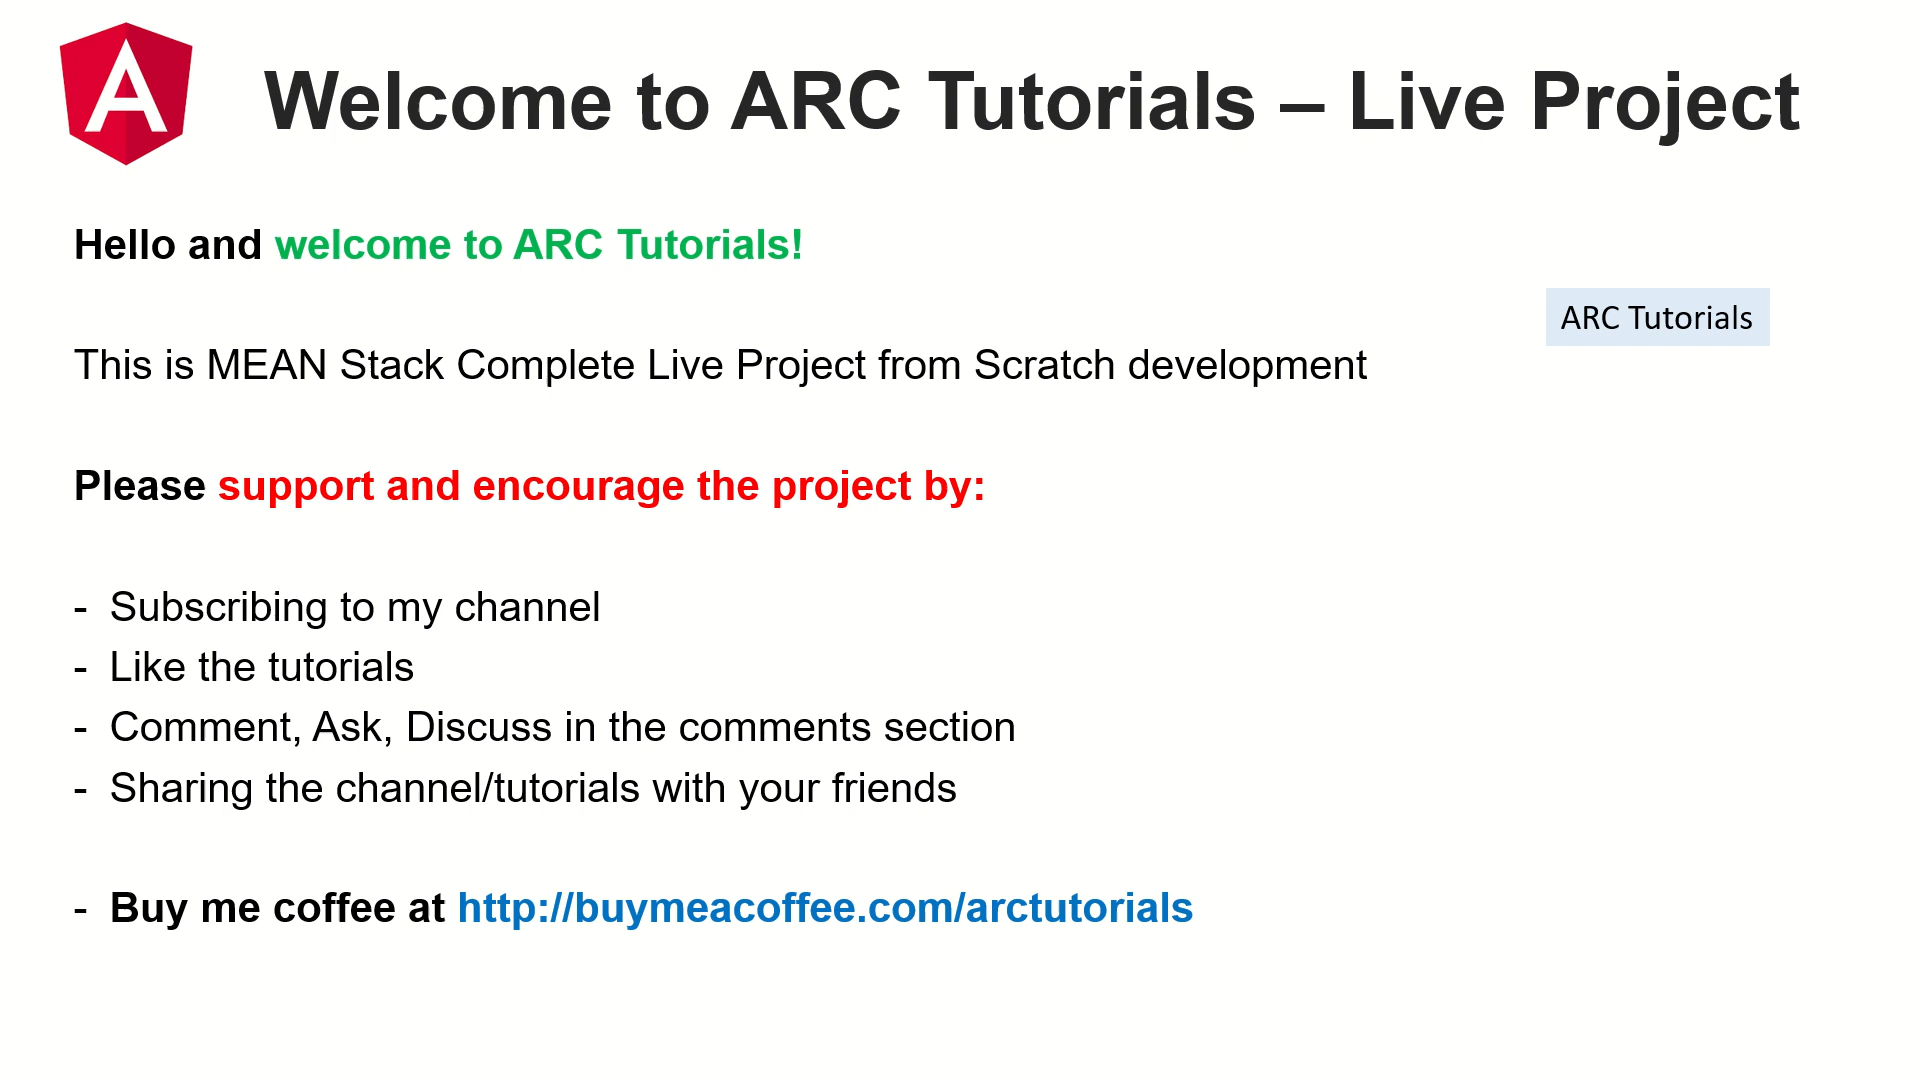 Welcome to ARC Tutorials – Live Project
Hello and welcome to ARC Tutorials!
ARC Tutorials
This is MEAN Stack Complete Live Project from Scratch development
Please support and encourage the project by:
- Subscribing to my channel
- Like the tutorials
- Comment, Ask, Discuss in the comments section
- Sharing the channel/tutorials with your friends
- Buy me coffee at http://buymeacoffee.com/arctutorials